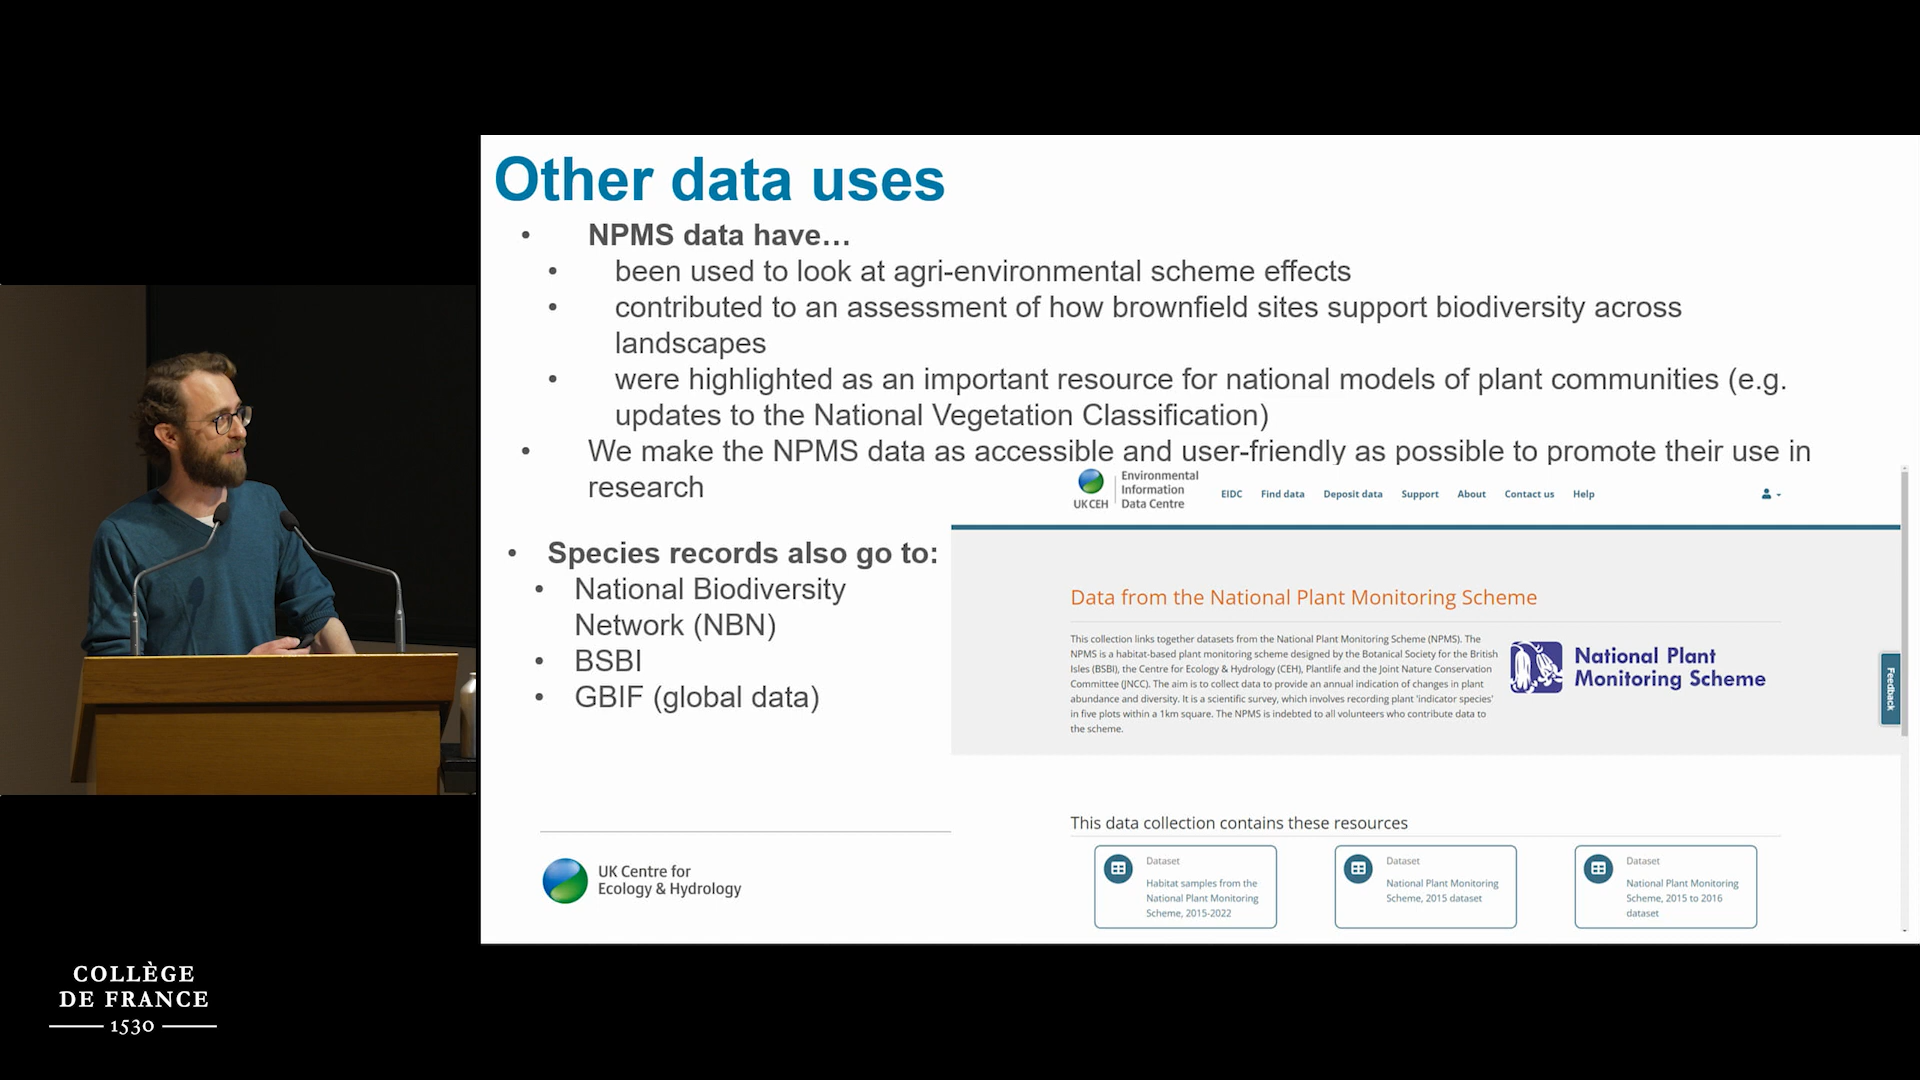 Other data uses
• NPMS data have…
• been used to look at agri-environmental scheme effects
• contributed to an assessment of how brownfield sites support biodiversity across
landscapes
• were highlighted as an important resource for national models of plant communities (e.g.
updates to the National Vegetation Classification)
• We make the NPMS data as accessible and user-friendly as possible to promote their use in
research
• Species records also go to:
• National Biodiversity
Network (NBN)
• BSBI
• GBIF (global data)
UK Centre for
Ecology & Hydrology
UKCEH
Environmental
Information
Data Centre
EIDC Find data Deposit data Support About Contact us Help
Data from the National Plant Monitoring Scheme
This collection links together datasets from the National Plant Monitoring Scheme (NPMS). The
NPMS is a habitat-based plant monitoring scheme designed by the Botanical Society for the British
Isles (BSBI), the Centre for Ecology & Hydrology (CEH), Plantlife and the Joint Nature Conservation
Committee (JNCC). The aim is to collect data to provide an annual indication of changes in plant
abundance and diversity. It is a scientific survey, which involves recording plant 'indicator species'
in five plots within a 1km square. The NPMS is indebted to all volunteers who contribute data to
the scheme.
National Plant
Monitoring Scheme
Feedback
This data collection contains these resources
Dataset
Habitat samples from the
National Plant Monitoring
Scheme, 2015-2022
Dataset
National Plant Monitoring
Scheme, 2015 dataset
Dataset
National Plant Monitoring
Scheme, 2015 to 2016
dataset
COLLÈGE
DE FRANCE
1530